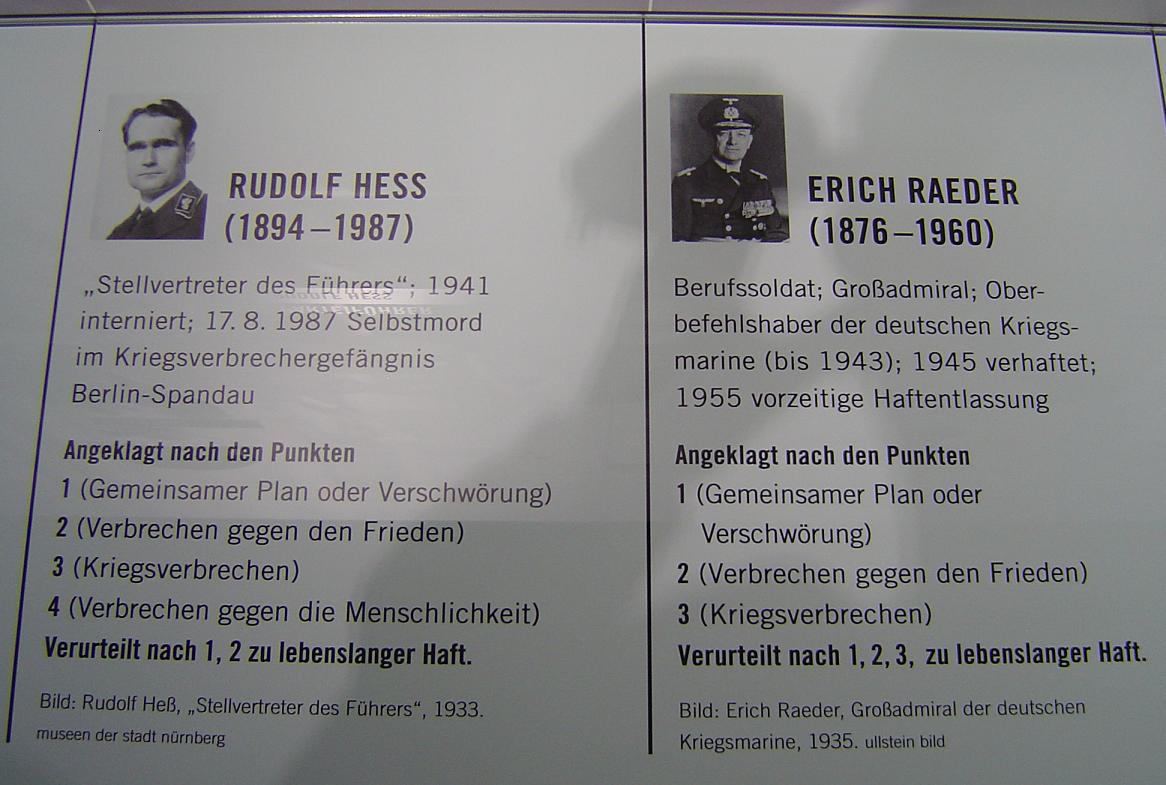 RUDOLF HESS
(1894–1987)
„Stellvertreter des Führers“; 1941
interniert; 17. 8. 1987 Selbstmord
im Kriegsverbrechergefängnis
Berlin-Spandau
Angeklagt nach den Punkten
1 (Gemeinsamer Plan oder Verschwörung)
2 (Verbrechen gegen den Frieden)
3 (Kriegsverbrechen)
4 (Verbrechen gegen die Menschlichkeit)
Verurteilt nach 1, 2 zu lebenslanger Haft.
Bild: Rudolf Heß, „Stellvertreter des Führers“, 1933.
museen der stadt nürnberg
ERICH RAEDER
(1876–1960)
Berufssoldat; Großadmiral; Ober-
befehlshaber der deutschen Kriegs-
marine (bis 1943); 1945 verhaftet;
1955 vorzeitige Haftentlassung
Angeklagt nach den Punkten
1 (Gemeinsamer Plan oder
Verschwörung)
2 (Verbrechen gegen den Frieden)
3 (Kriegsverbrechen)
Verurteilt nach 1, 2, 3, zu lebenslanger Haft.
Bild: Erich Raeder, Großadmiral der deutschen
Kriegsmarine, 1935. ullstein bild